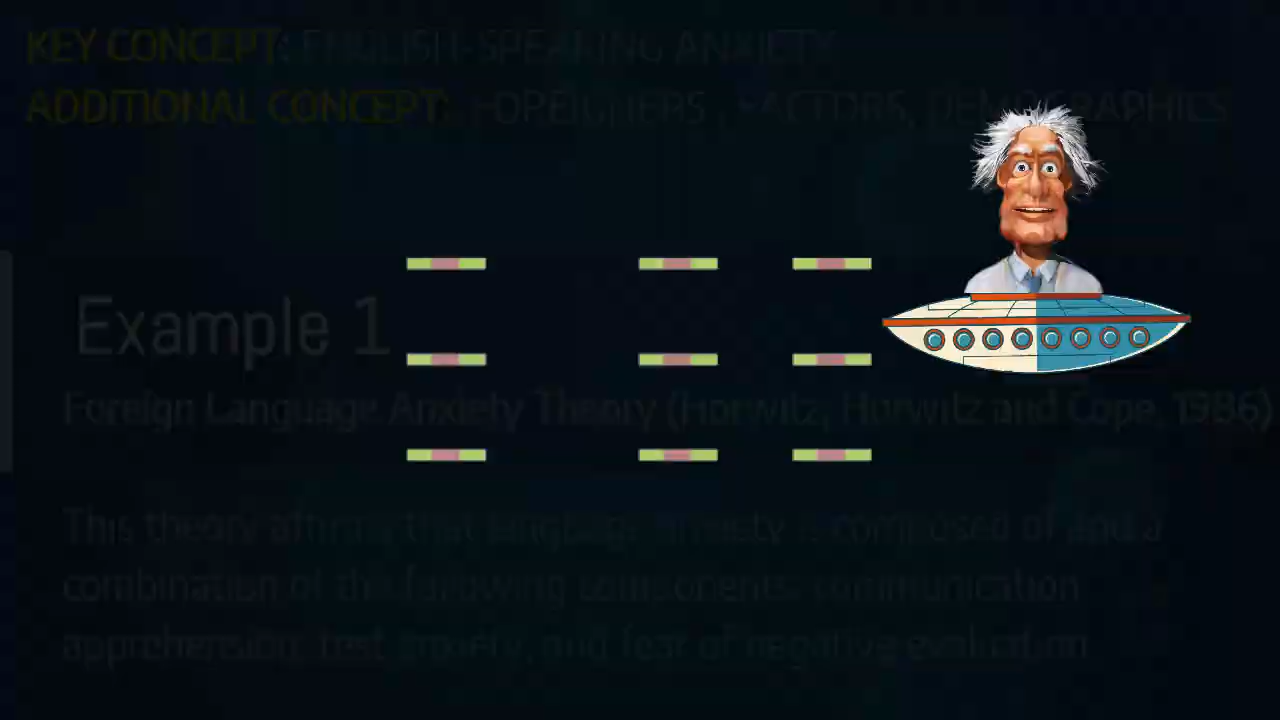 KEY CONCEPT: ENGLISH-SPEAKING ANXIETY
ADDITIONAL CONCEPT: FOREIGNERS , FACTORS, DEMOGRAPHICS
Example 1
Foreign Language Anxiety Theory (Horwitz, Horwitz and Cope, 1986)
This theory affirms that language anxiety is composed of and a
combination of the following components: communication
apprehension, test anxiety, and fear of negative evaluation